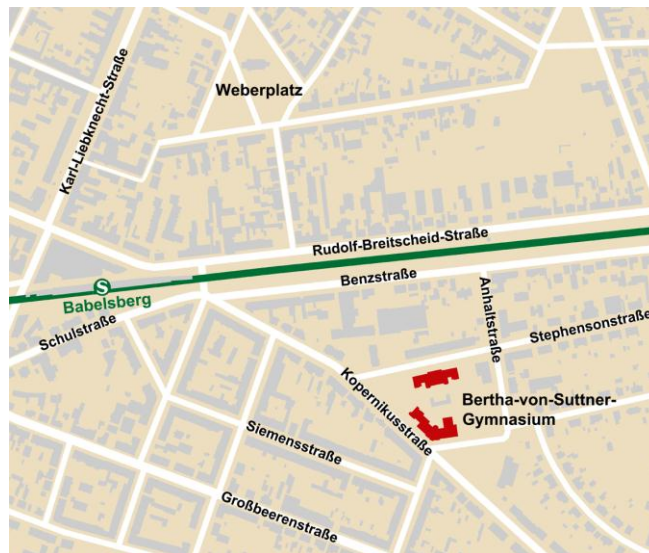 Karl-Liebknecht-Straße
Weberplatz
Rudolf-Breitscheid-Straße
S
Babelsberg
Benzstraße
Schulstraße
Anhaltstraße
Stephensonstraße
Kopernikusstraße
Bertha-von-Suttner-
Gymnasium
Siemensstraße
Großbeerenstraße